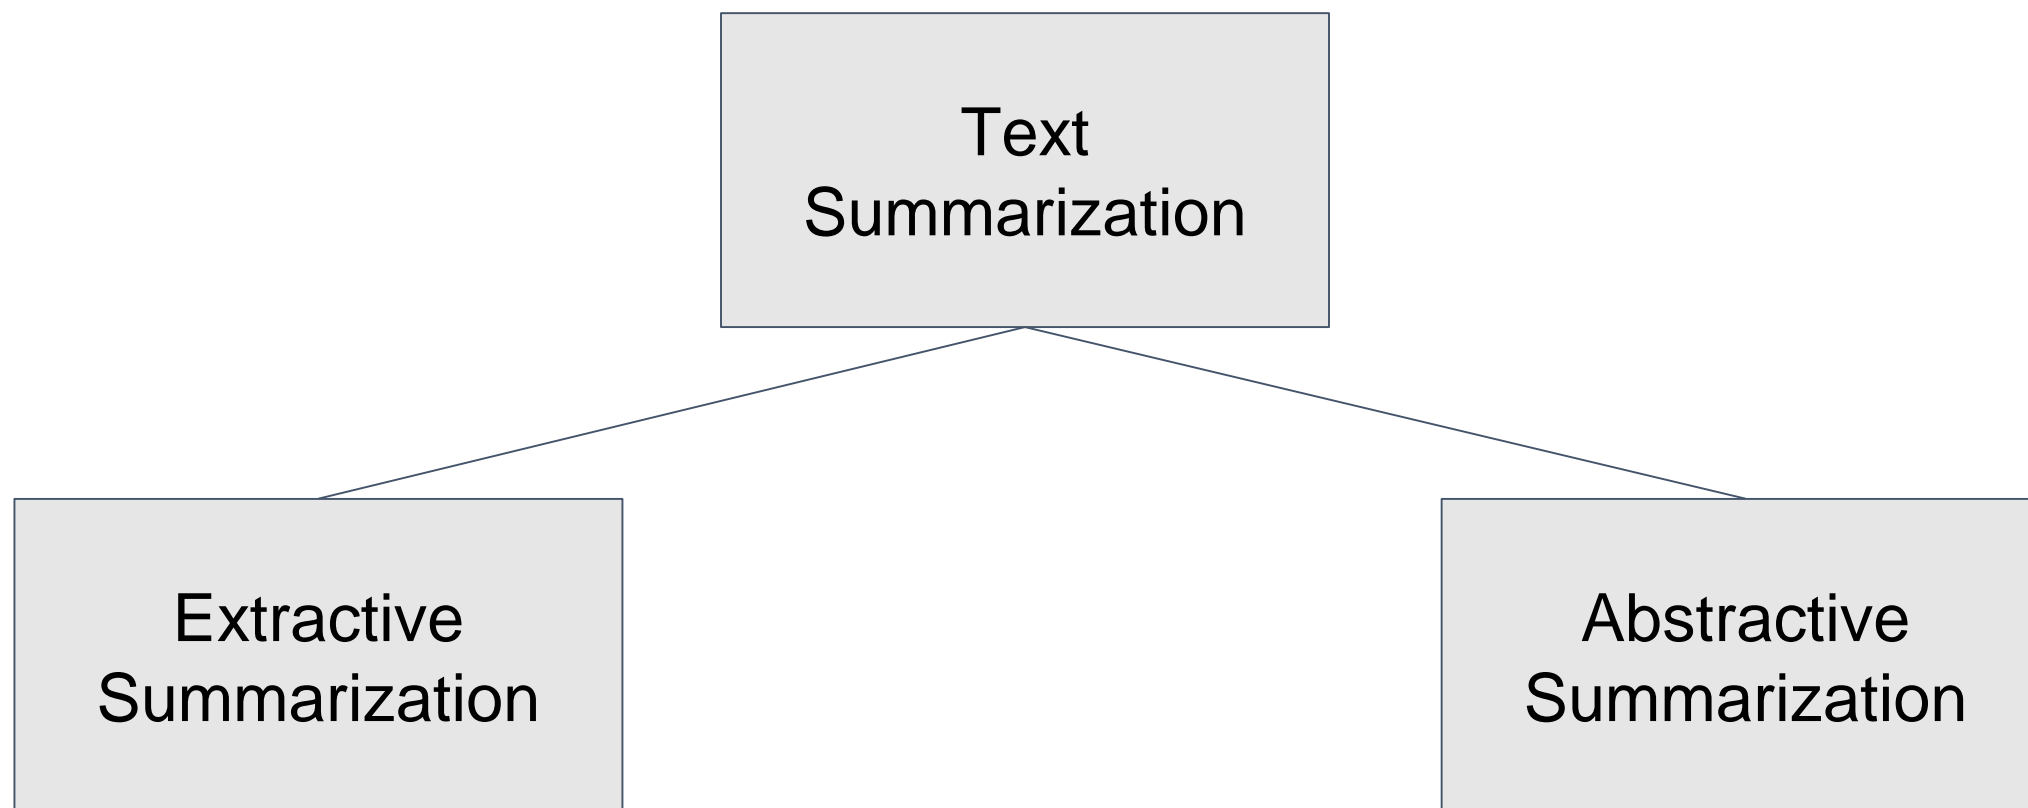 Text
Summarization
Extractive
Summarization
Abstractive
Summarization